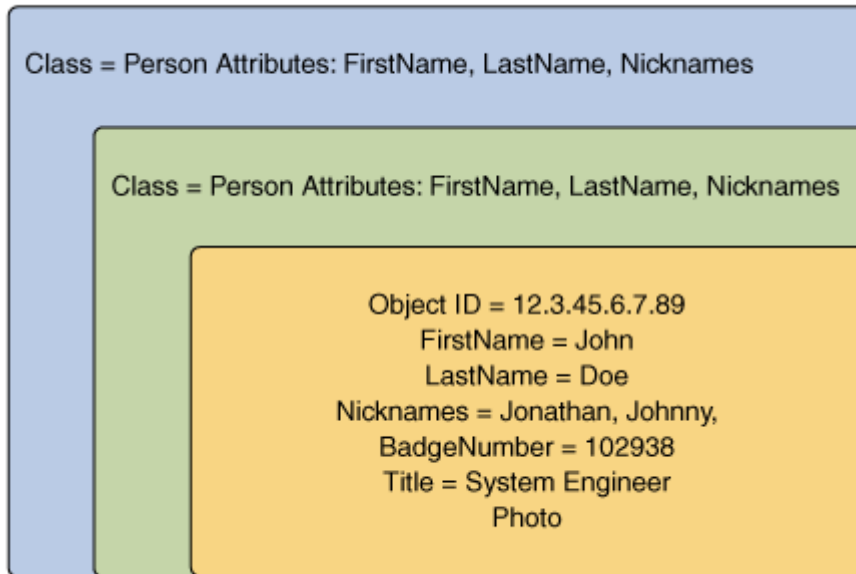 Class = Person Attributes: FirstName, LastName, Nicknames
Class = Person Attributes: FirstName, LastName, Nicknames
Object ID = 12.3.45.6.7.89
FirstName = John
LastName = Doe
Nicknames = Jonathan, Johnny,
BadgeNumber = 102938
Title = System Engineer
Photo